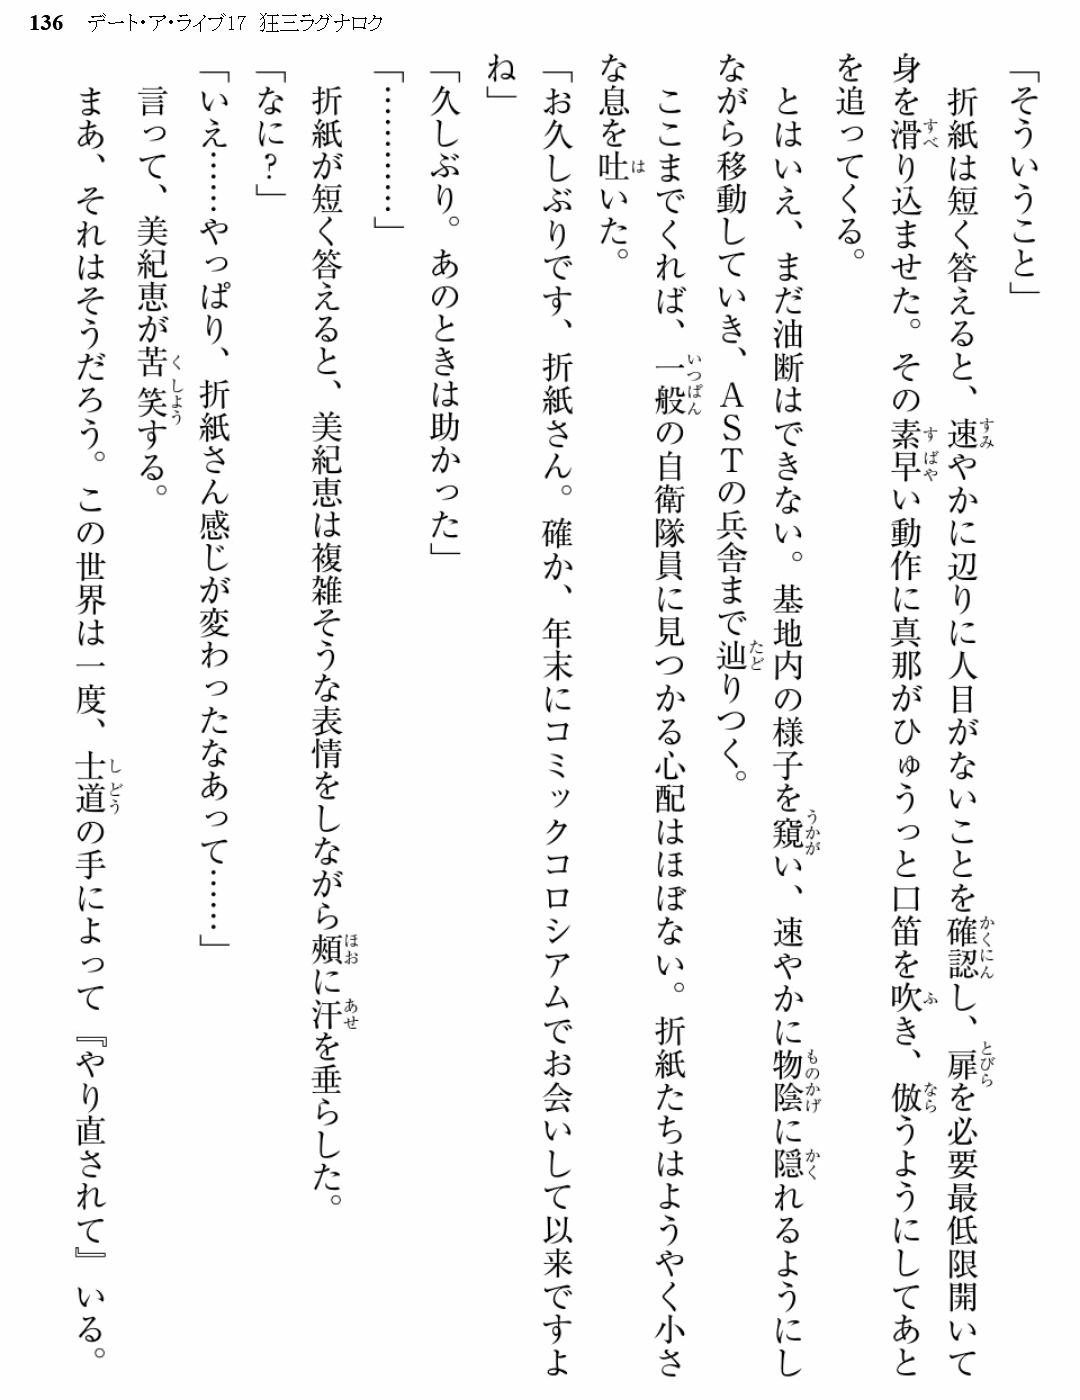 136 デート・ア・ライブ17 狂三ラグナロク
「そういうこと」
折紙は短く答えると、速やかに辺りに人目がないことを確認し、扉を必要最低限開いて
身を滑り込ませた。その素早い動作に真那がひゅうっと口笛を吹き、倣うようにしてあと
を追ってくる。
とはいえ、まだ油断はできない。基地内の様子を窺い、速やかに物陰に隠れるようにし
ながら移動していき、ASTの兵舎まで辿りつく。
ここまでくれば、一般の自衛隊員に見つかる心配はほぼない。折紙たちはようやく小さ
な息を吐いた。
「お久しぶりです、折紙さん。確か、年末にコミックコロシアムでお会いして以来ですよ
ね」
「久しぶり。あのときは助かった」
「…………」
折紙が短く答えると、美紀恵は複雑そうな表情をしながら頰に汗を垂らした。
「なに?」
「いえ……やっぱり、折紙さん感じが変わったなあって……」
言って、美紀恵が苦笑する。
まあ、それはそうだろう。この世界は一度、士道の手によって『やり直されて』いる。